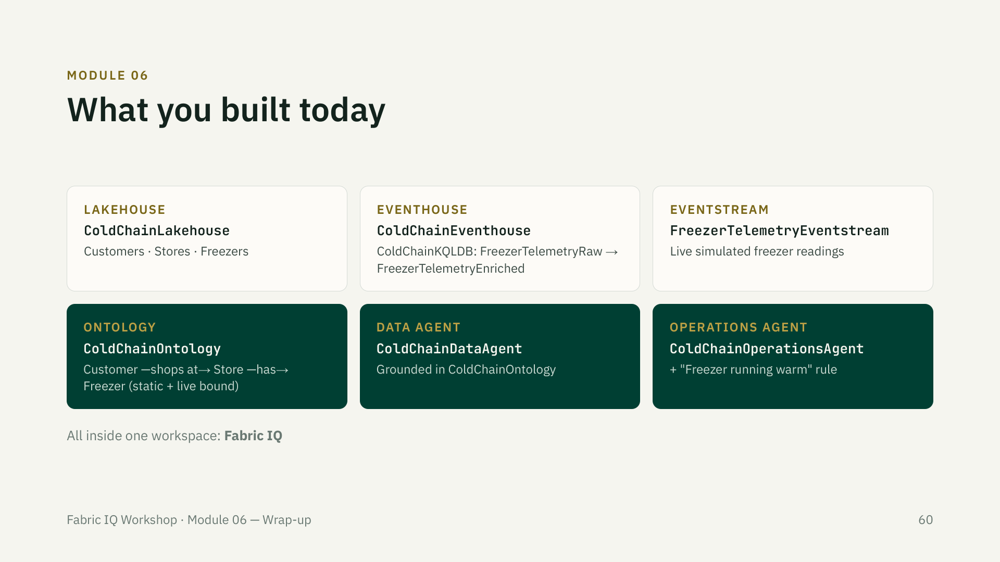 MODULE 06
What you built today
LAKEHOUSE
ColdChainLakehouse
Customers · Stores · Freezers
EVENTHOUSE
ColdChainEventhouse
ColdChainKQLDB: FreezerTelemetryRaw →
FreezerTelemetryEnriched
EVENTSTREAM
FreezerTelemetryEventstream
Live simulated freezer readings
ONTOLOGY
ColdChainOntology
Customer —shops at→ Store —has→
Freezer (static + live bound)
DATA AGENT
ColdChainDataAgent
Grounded in ColdChainOntology
OPERATIONS AGENT
ColdChainOperationsAgent
+ "Freezer running warm" rule
All inside one workspace: Fabric IQ
Fabric IQ Workshop · Module 06 — Wrap-up
60